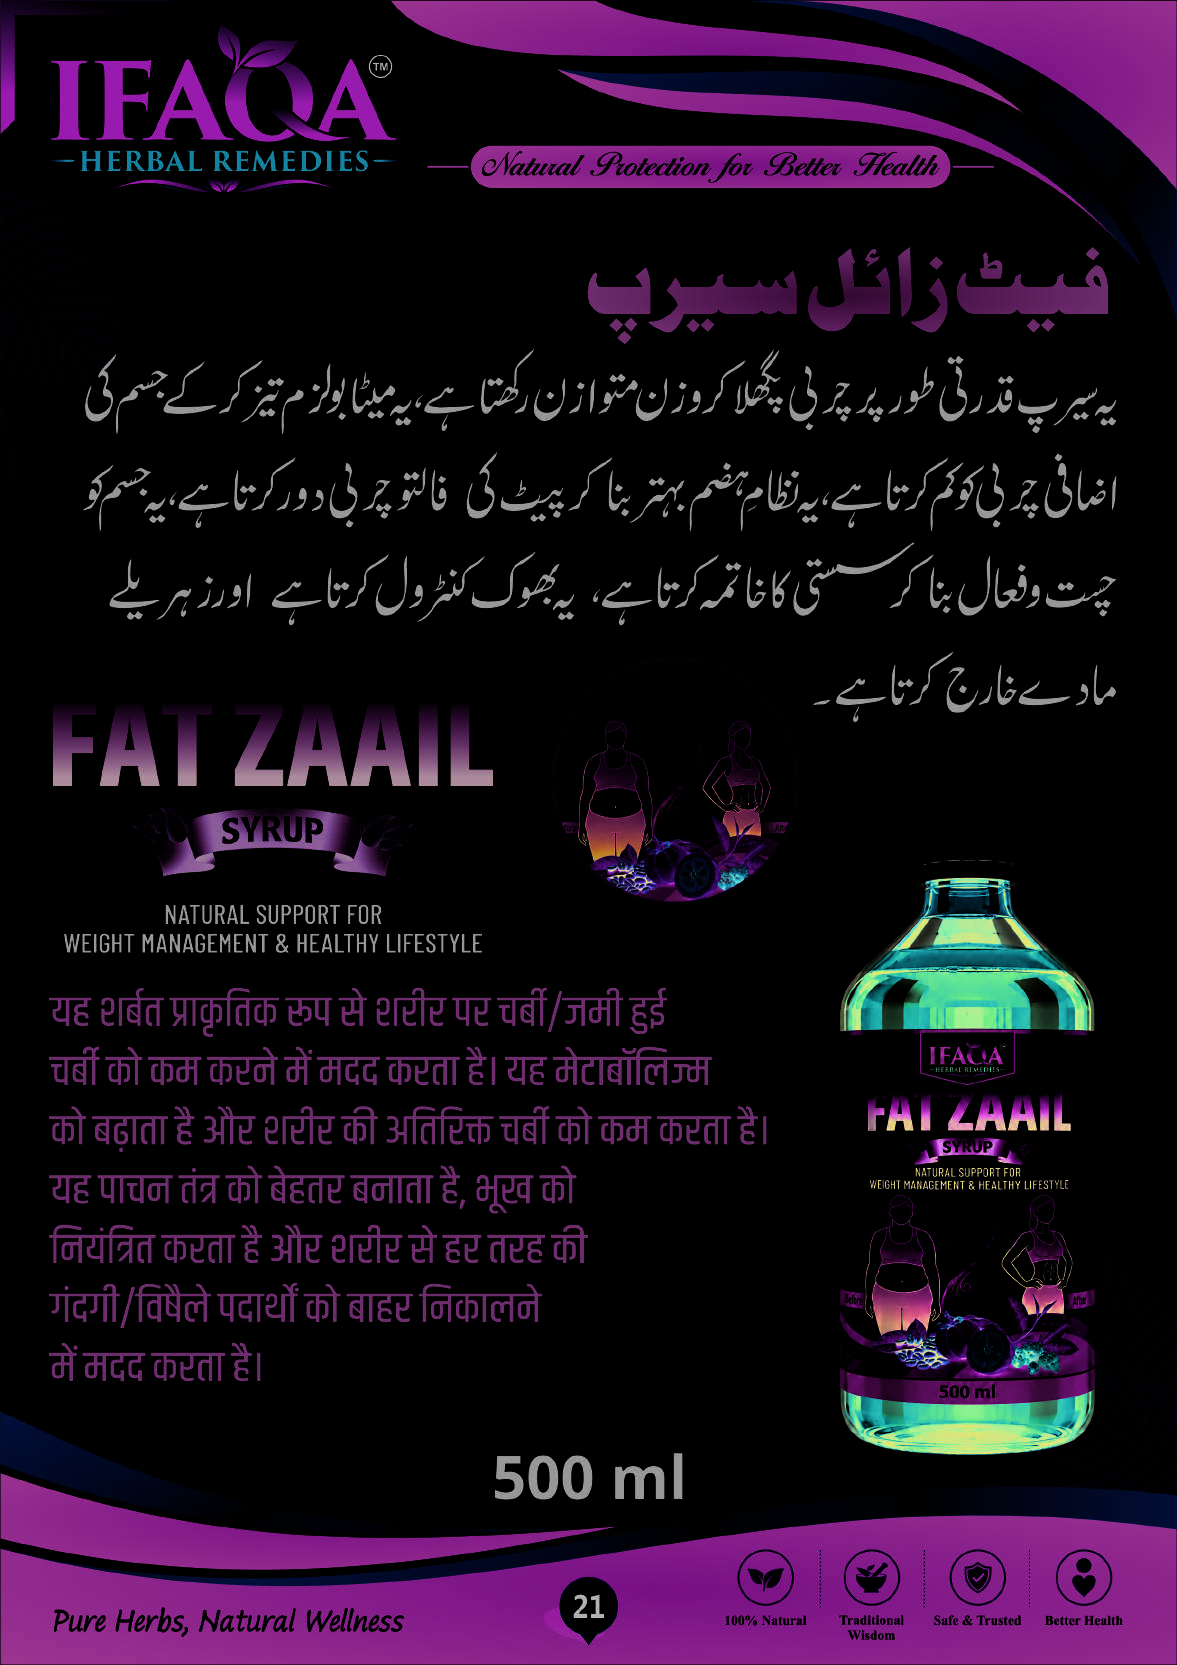 IFAQA™
HERBAL REMEDIES
Natural Protection for Better Health
فیٹ زائل سیرپ
یہ سیرپ قدرتی طور پر چربی پگھلا کر وزن متوازن رکھتا ہے، یہ میٹابولزم تیز کر کے جسم کی
اضافی چربی کو کم کرتا ہے، یہ نظامِ ہضم بہتر بنا کر پیٹ کی فالتو چربی دور کرتا ہے، یہ جسم کو
چست و فعال بنا کر سستی کا خاتمہ کرتا ہے، یہ بھوک کنٹرول کرتا ہے اور زہریلے
مادے خارج کرتا ہے۔
FAT ZAAIL
SYRUP
NATURAL SUPPORT FOR
WEIGHT MANAGEMENT & HEALTHY LIFESTYLE
यह शर्बत प्राकृतिक रूप से शरीर पर चर्बी/जमी हुई
चर्बी को कम करने में मदद करता है। यह मेटाबॉलिज्म
को बढ़ाता है और शरीर की अतिरिक्त चर्बी को कम करता है।
यह पाचन तंत्र को बेहतर बनाता है, भूख को
नियंत्रित करता है और शरीर से हर तरह की
गंदगी/विषैले पदार्थों को बाहर निकालने
में मदद करता है।
IFAQA
HERBAL REMEDIES
FAT ZAAIL
SYRUP
NATURAL SUPPORT FOR
WEIGHT MANAGEMENT & HEALTHY LIFESTYLE
500 ml
500 ml
Pure Herbs, Natural Wellness
21
100% Natural
Traditional
Wisdom
Safe & Trusted
Better Health